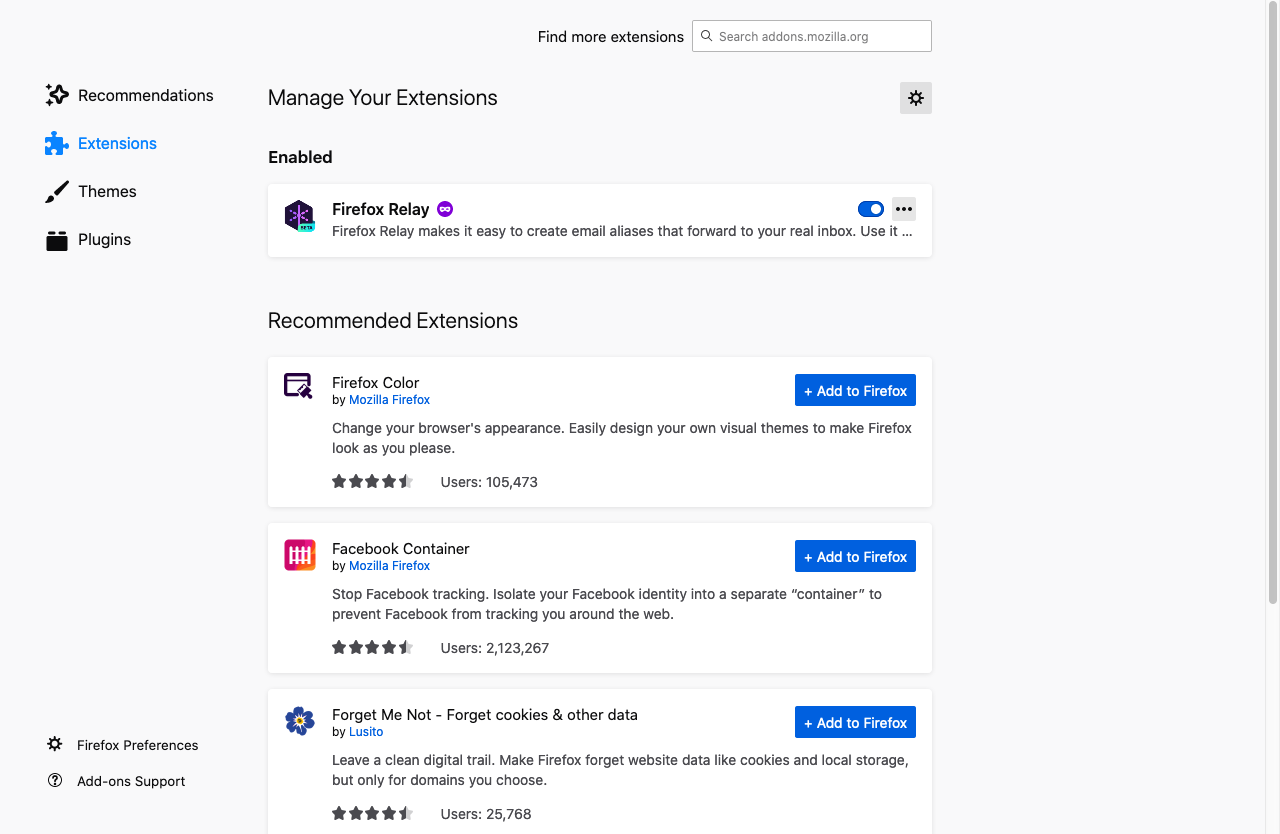 Find more extensions
Search addons.mozilla.org
Recommendations
Extensions
Themes
Plugins
Manage Your Extensions
Enabled
Firefox Relay
BETA
Firefox Relay makes it easy to create email aliases that forward to your real inbox. Use it ...
Recommended Extensions
Firefox Color
by Mozilla Firefox
+ Add to Firefox
Change your browser's appearance. Easily design your own visual themes to make Firefox
look as you please.
Users: 105,473
Facebook Container
by Mozilla Firefox
+ Add to Firefox
Stop Facebook tracking. Isolate your Facebook identity into a separate “container” to
prevent Facebook from tracking you around the web.
Users: 2,123,267
Forget Me Not - Forget cookies & other data
by Lusito
+ Add to Firefox
Leave a clean digital trail. Make Firefox forget website data like cookies and local storage,
but only for domains you choose.
Users: 25,768
Firefox Preferences
Add-ons Support